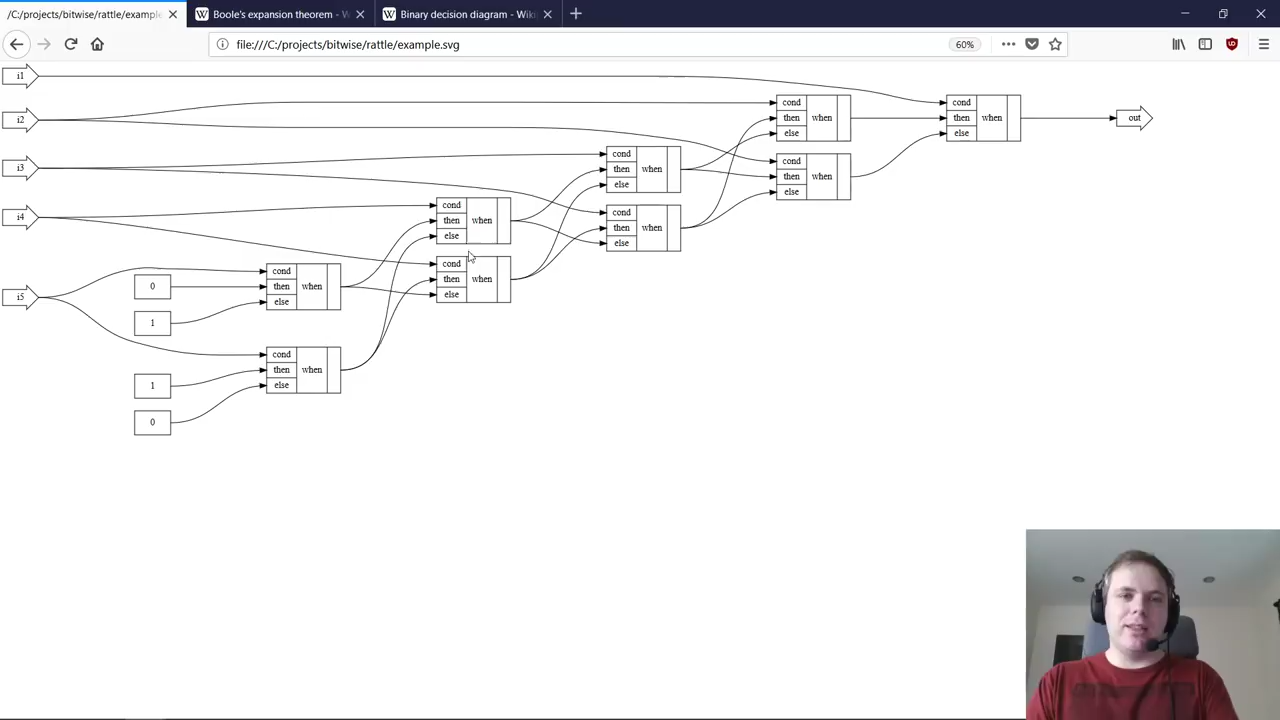 /C:/projects/bitwise/rattle/example
Boole's expansion theorem - W
Binary decision diagram - Wiki
file:///C:/projects/bitwise/rattle/example.svg
60%
i1
i2
i3
i4
i5
cond
then
else
when
cond
then
else
when
out
cond
then
else
when
cond
then
else
when
cond
then
else
when
cond
then
else
when
cond
then
else
when
0
1
cond
then
else
when
cond
then
else
when
1
0